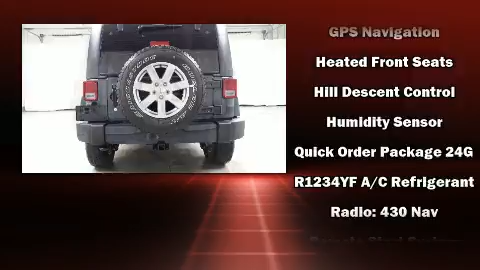 GPS Navigation
Heated Front Seats
Hill Descent Control
Humidity Sensor
Quick Order Package 24G
R1234YF A/C Refrigerant
Radio: 430 Nav